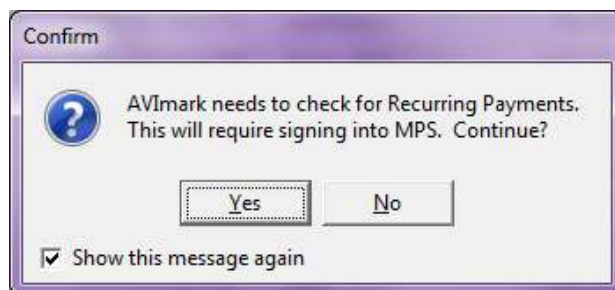 Confirm
AVImark needs to check for Recurring Payments.
This will require signing into MPS. Continue?
Yes
No
Show this message again